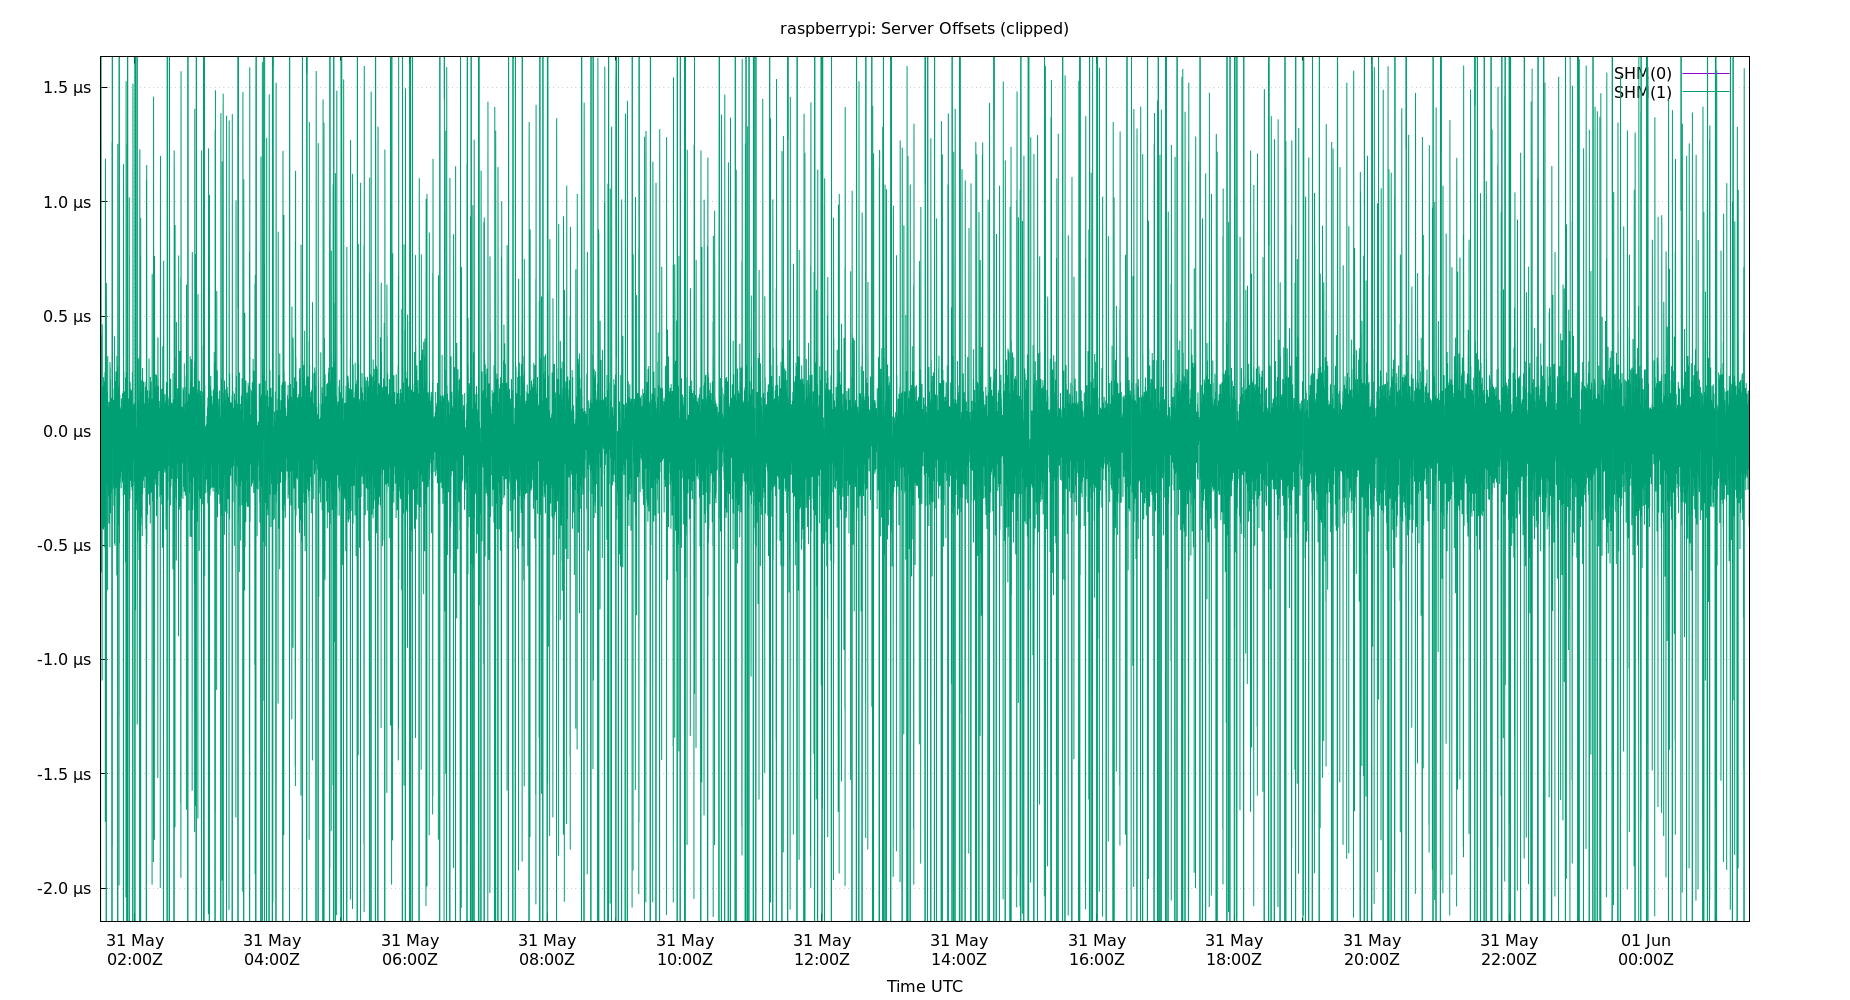 raspberrypi: Server Offsets (clipped)
SHM(0)
SHM(1)
1.5 µs
1.0 µs
0.5 µs
0.0 µs
-0.5 µs
-1.0 µs
-1.5 µs
-2.0 µs
31 May 31 May 31 May 31 May 31 May 31 May 31 May 31 May 31 May 31 May 31 May 01 Jun
02:00Z 04:00Z 06:00Z 08:00Z 10:00Z 12:00Z 14:00Z 16:00Z 18:00Z 20:00Z 22:00Z 00:00Z
Time UTC